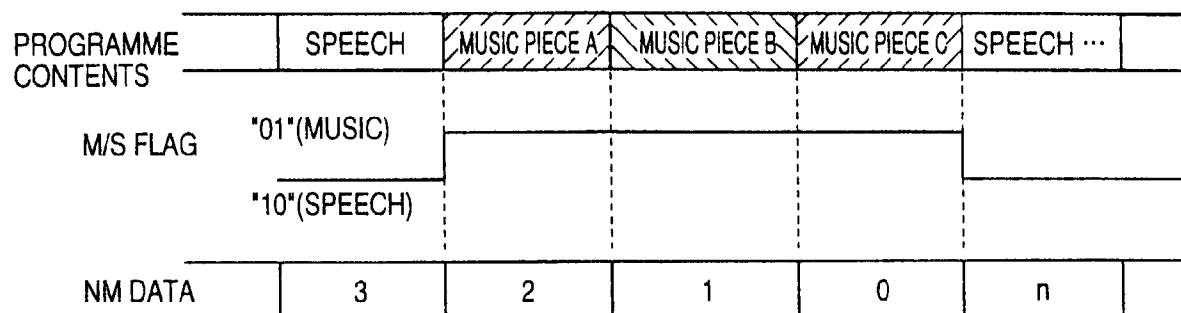 PROGRAMME CONTENTS
SPEECH
MUSIC PIECE A
MUSIC PIECE B
MUSIC PIECE C
SPEECH ···
M/S FLAG
"01"(MUSIC)
"10"(SPEECH)
NM DATA
3
2
1
0
n